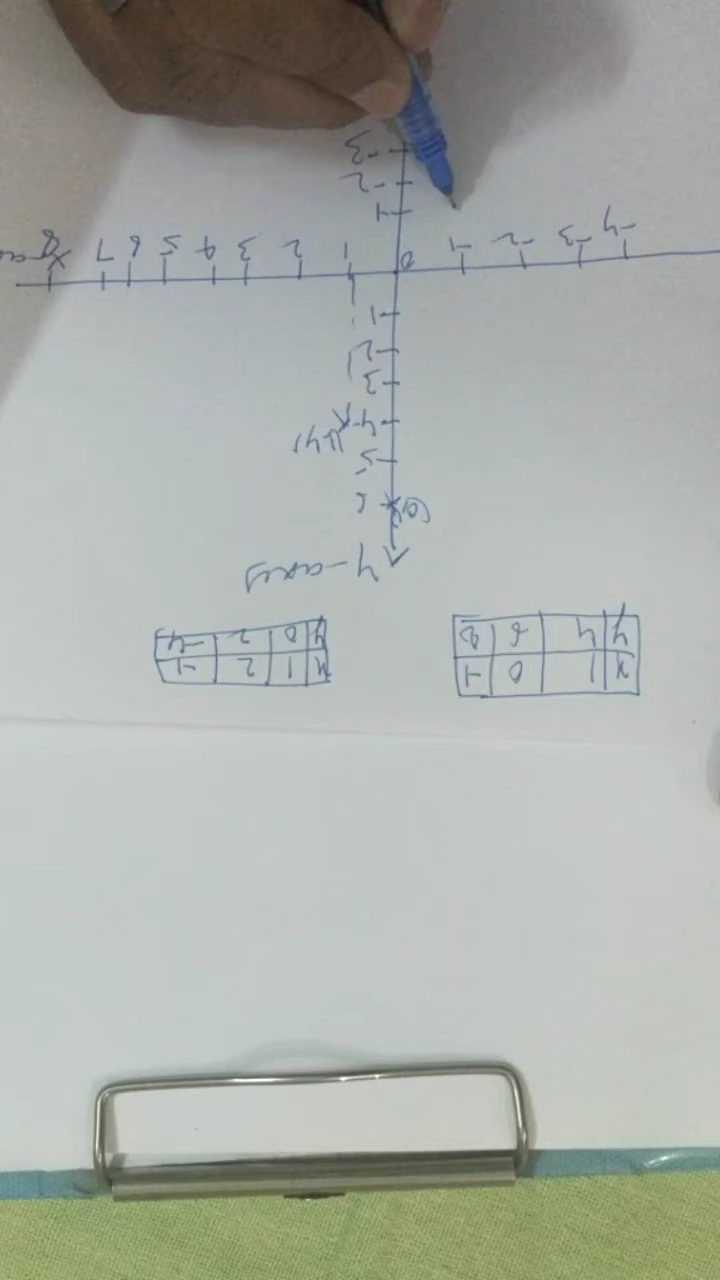 x 1 0 -1
y 4 6 8
x 1 2 -1
y 0 2 -4
Y-axes
6
5
4
3
2
1
-4 -3 -2 -1 0 1 2 3 4 5 6 7 8
-1
-2
-3